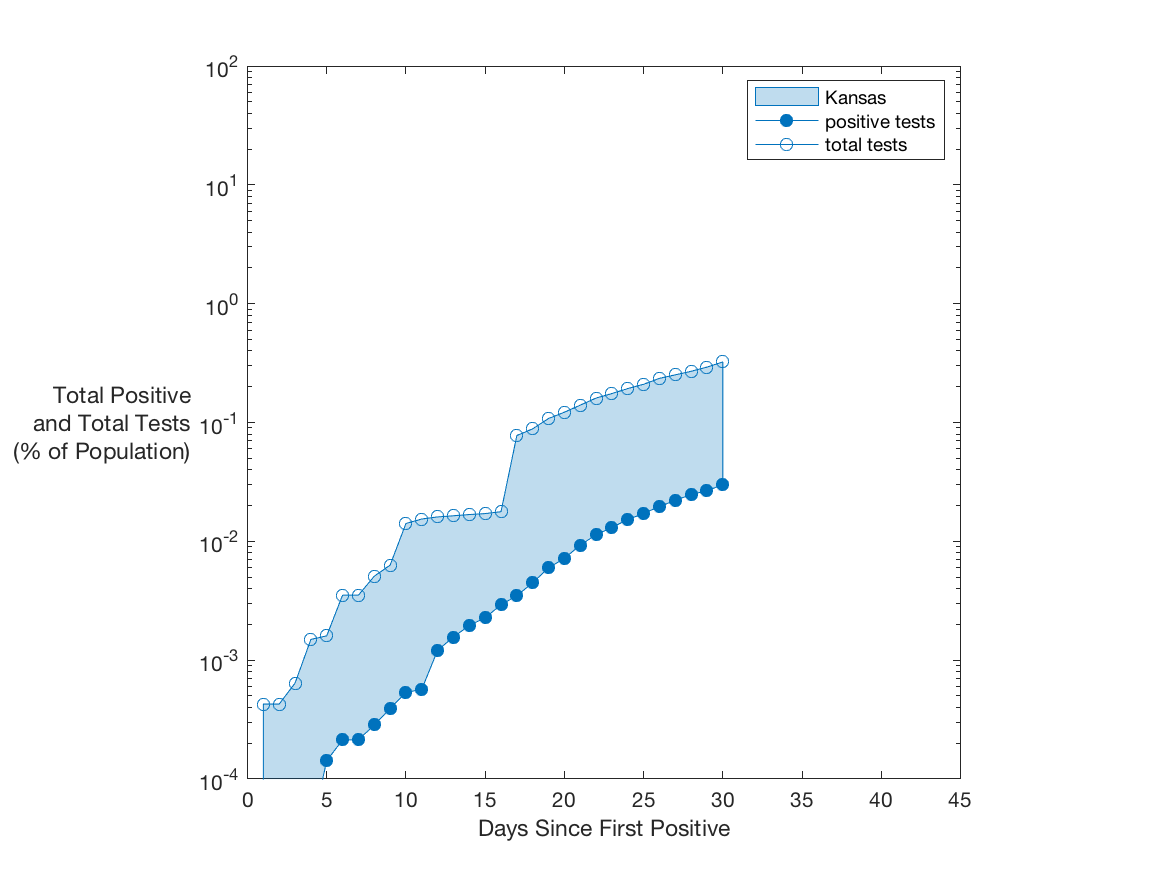 10^2
10^1
10^0
10^-1
10^-2
10^-3
10^-4
Total Positive
and Total Tests
(% of Population)
Kansas
positive tests
total tests
0 5 10 15 20 25 30 35 40 45
Days Since First Positive